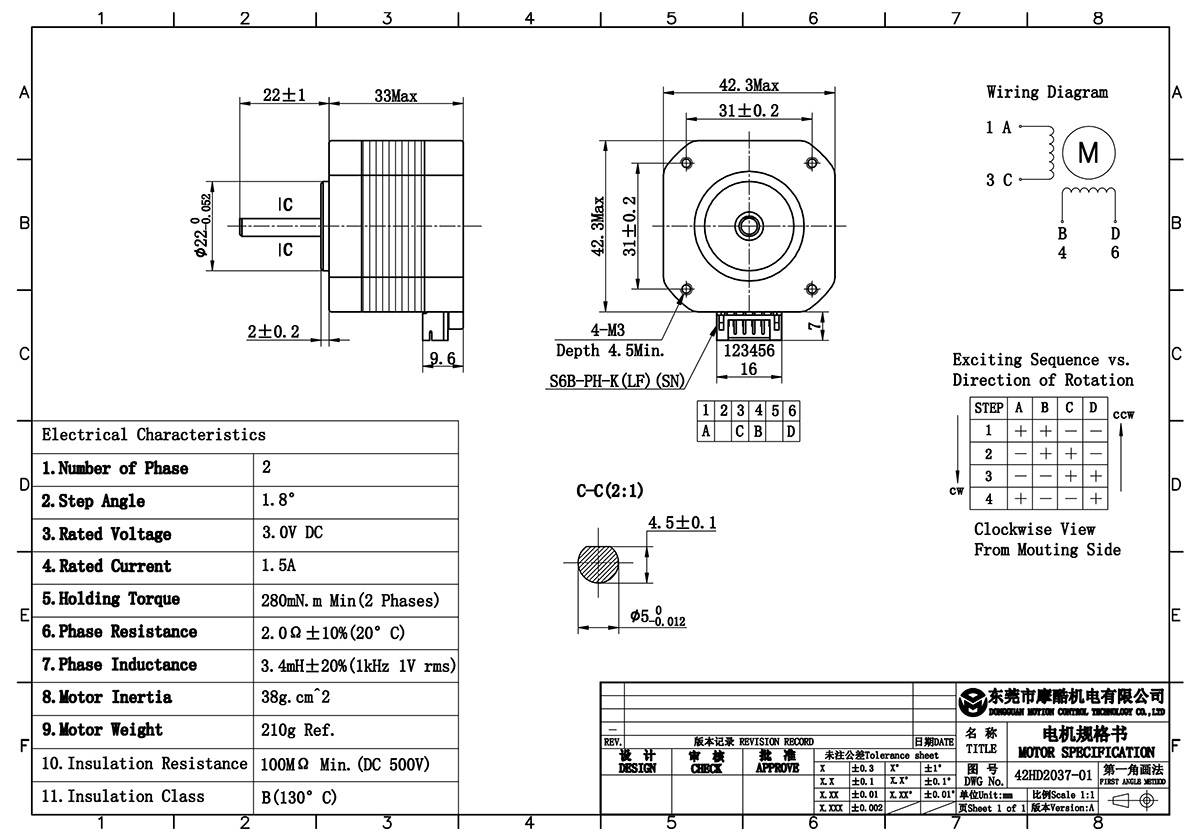 1 2 3 4 5 6 7 8
A A
B B
C C
D D
E E
F F
22±1 33Max
42.3Max
31±0.2
Wiring Diagram
1 A
3 C
M
B D
4 6
IC
IC
ϕ22 0 -0.052
42.3Max
31±0.2
2±0.2
9.6
4-M3
Depth 4.5Min.
S6B-PH-K(LF)(SN)
123456
16
7
1 2 3 4 5 6
A C B D
Exciting Sequence vs.
Direction of Rotation
STEP A B C D
1 + + − −
2 − + + −
3 − − + +
4 + − − +
CCW
CW
Clockwise View
From Mouting Side
C-C(2:1)
4.5±0.1
ϕ5 0 -0.012
Electrical Characteristics
1.Number of Phase 2
2.Step Angle 1.8°
3.Rated Voltage 3.0V DC
4.Rated Current 1.5A
5.Holding Torque 280mN.m Min(2 Phases)
6.Phase Resistance 2.0Ω±10%(20° C)
7.Phase Inductance 3.4mH±20%(1kHz 1V rms)
8.Motor Inertia 38g.cm^2
9.Motor Weight 210g Ref.
10. Insulation Resistance 100MΩ Min.(DC 500V)
11. Insulation Class B(130° C)
REV. 版本记录 REVISION RECORD 日期DATE
设计 DESIGN
审核 CHECK
批准 APPROVE
未注公差Tolerance sheet
X ±0.3 X° ±1°
X.X ±0.1 X.X° ±0.1°
X.XX ±0.01 X.XX° ±0.01°
X.XXX ±0.002
东莞市摩酷机电有限公司
DONGGUAN MOTION CONTROL TECHNOLOGY CO.,LTD
名称 TITLE
电机规格书
MOTOR SPECIFICATION
图号 DWG No.
42HD2037-01
第一角画法
FIRST ANGLE METHOD
单位Unit:mm 比例Scale 1:1
页Sheet 1 of 1 版本Version:A
1 2 3 4 5 6 7 8